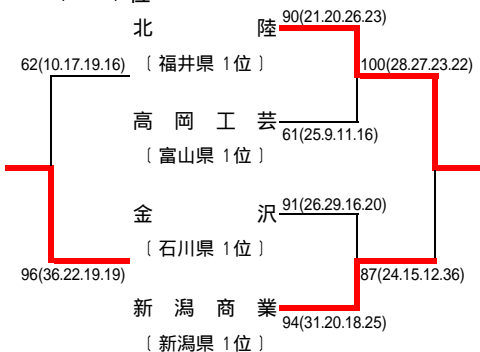 北陸
90(21.20.26.23)
62(10.17.19.16)
〔福井県 1位〕
100(28.27.23.22)
高岡工芸
61(25.9.11.16)
〔富山県 1位〕
金沢
91(26.29.16.20)
〔石川県 1位〕
96(36.22.19.19)
87(24.15.12.36)
新潟商業
94(31.20.18.25)
〔新潟県 1位〕